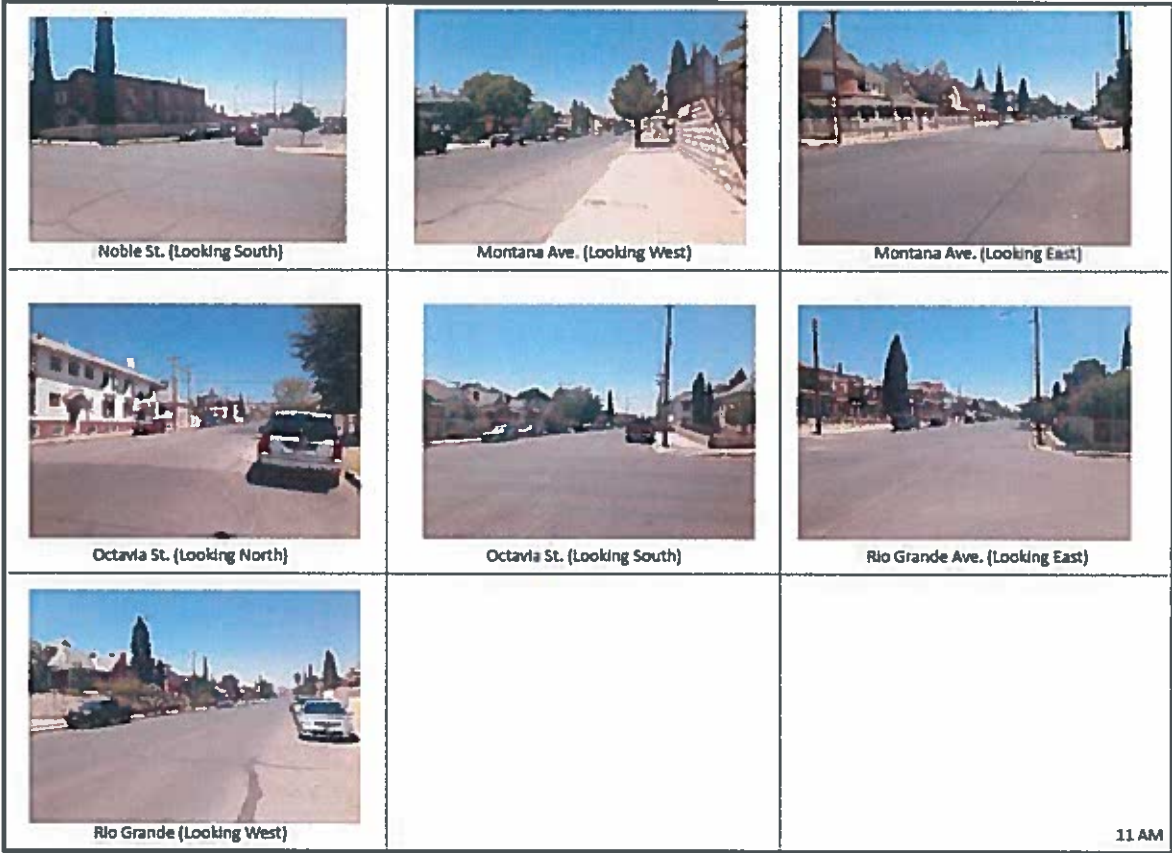 Noble St. (Looking South)
Montana Ave. (Looking West)
Montana Ave. (Looking East)
Octavia St. (Looking North)
Octavia St. (Looking South)
Rio Grande Ave. (Looking East)
Rio Grande (Looking West)
11 AM